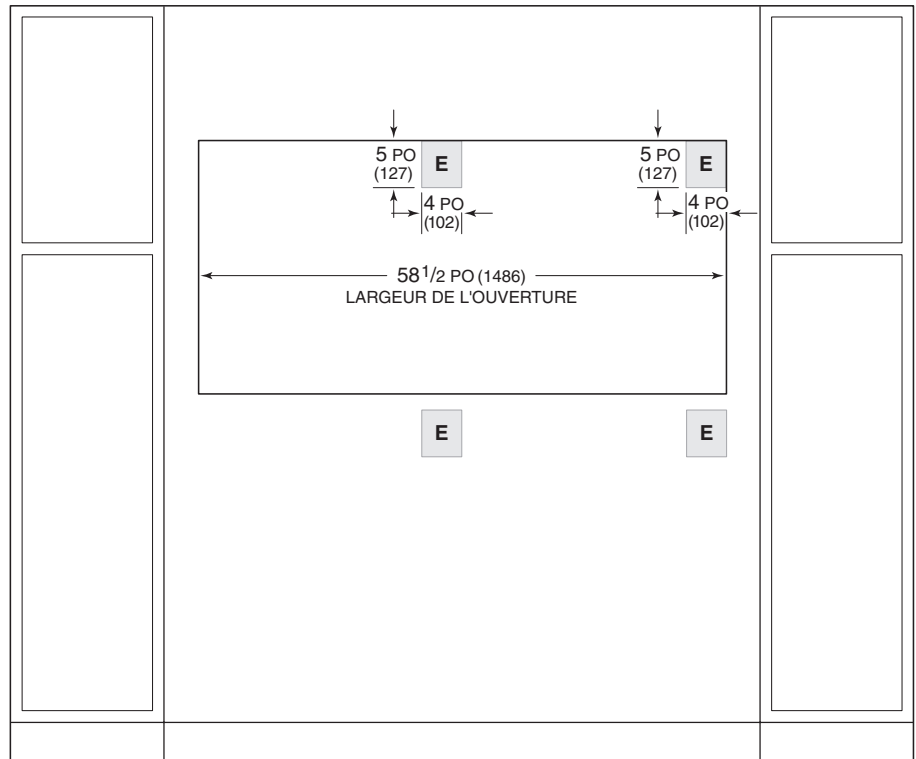 5 PO
(127)
E
5 PO
(127)
E
4 PO
(102)
4 PO
(102)
58 1/2 PO (1486)
LARGEUR DE L'OUVERTURE
E
E